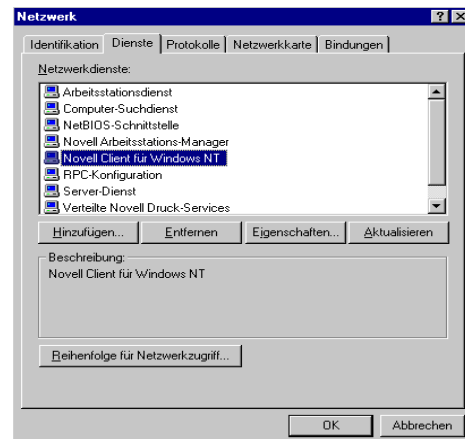 Netzwerk
Identifikation Dienste Protokolle Netzwerkkarte Bindungen
Netzwerkdienste:
Arbeitsstationsdienst
Computer-Suchdienst
NetBIOS-Schnittstelle
Novell Arbeitsstations-Manager
Novell Client für Windows NT
RPC-Konfiguration
Server-Dienst
Verteilte Novell Druck-Services
Hinzufügen... Entfernen Eigenschaften... Aktualisieren
Beschreibung:
Novell Client für Windows NT
Reihenfolge für Netzwerkzugriff...
OK Abbrechen